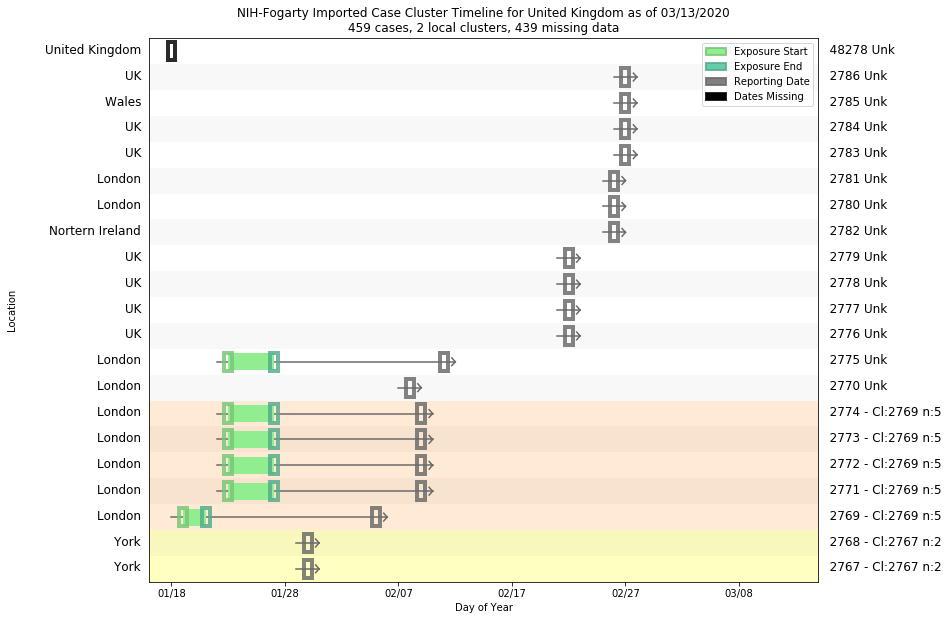 NIH-Fogarty Imported Case Cluster Timeline for United Kingdom as of 03/13/2020
459 cases, 2 local clusters, 439 missing data
Exposure Start
Exposure End
Reporting Date
Dates Missing
Location
United Kingdom 48278 Unk
UK 2786 Unk
Wales 2785 Unk
UK 2784 Unk
UK 2783 Unk
London 2781 Unk
London 2780 Unk
Nortern Ireland 2782 Unk
UK 2779 Unk
UK 2778 Unk
UK 2777 Unk
UK 2776 Unk
London 2775 Unk
London 2770 Unk
London 2774 - Cl:2769 n:5
London 2773 - Cl:2769 n:5
London 2772 - Cl:2769 n:5
London 2771 - Cl:2769 n:5
London 2769 - Cl:2769 n:5
York 2768 - Cl:2767 n:2
York 2767 - Cl:2767 n:2
01/18 01/28 02/07 02/17 02/27 03/08
Day of Year